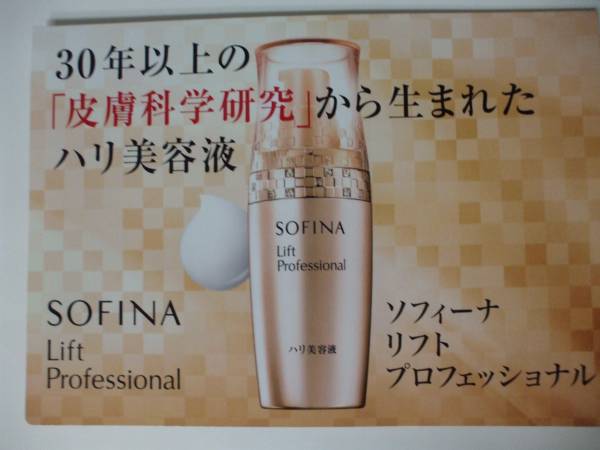 30年以上の
「皮膚科学研究」から生まれた
ハリ美容液
SOFINA
Lift
Professional
ハリ美容液
SOFINA
Lift
Professional
ソフィーナ
リフト
プロフェッショナル